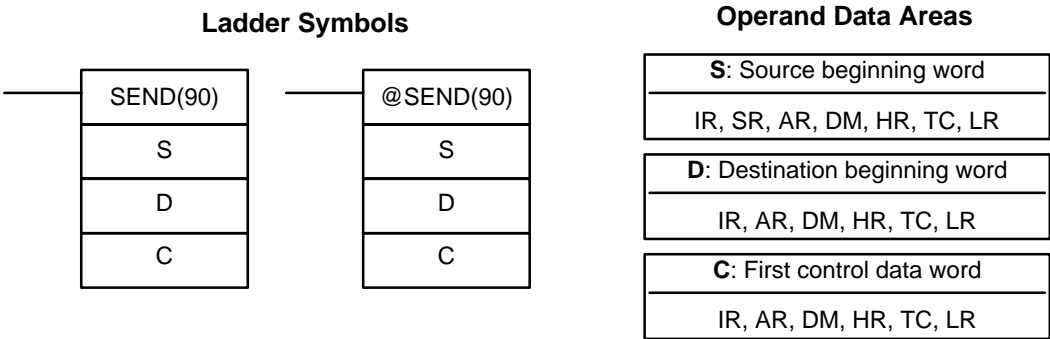 Ladder Symbols
SEND(90)
S
D
C
@SEND(90)
S
D
C
Operand Data Areas
S: Source beginning word
IR, SR, AR, DM, HR, TC, LR
D: Destination beginning word
IR, AR, DM, HR, TC, LR
C: First control data word
IR, AR, DM, HR, TC, LR